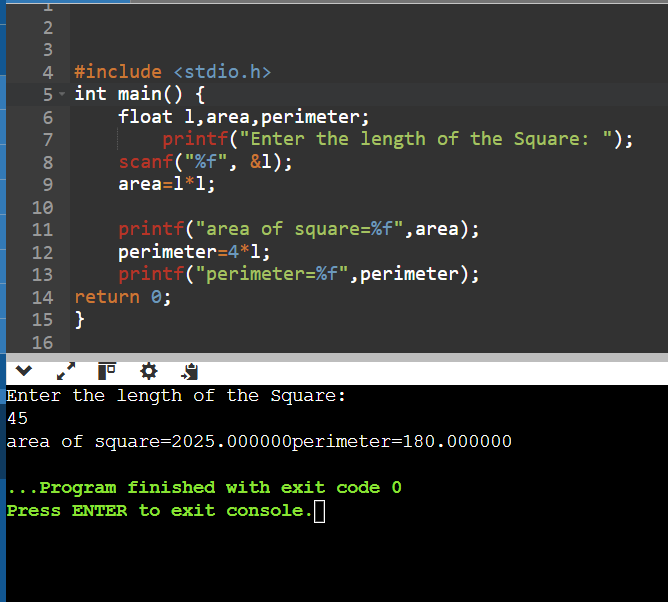 1
2
3
4 #include <stdio.h>
5 int main() {
6 float l,area,perimeter;
7 printf("Enter the length of the Square: ");
8 scanf("%f", &l);
9 area=l*l;
10
11 printf("area of square=%f",area);
12 perimeter=4*l;
13 printf("perimeter=%f",perimeter);
14 return 0;
15 }
16
Enter the length of the Square:
45
area of square=2025.000000perimeter=180.000000
...Program finished with exit code 0
Press ENTER to exit console.